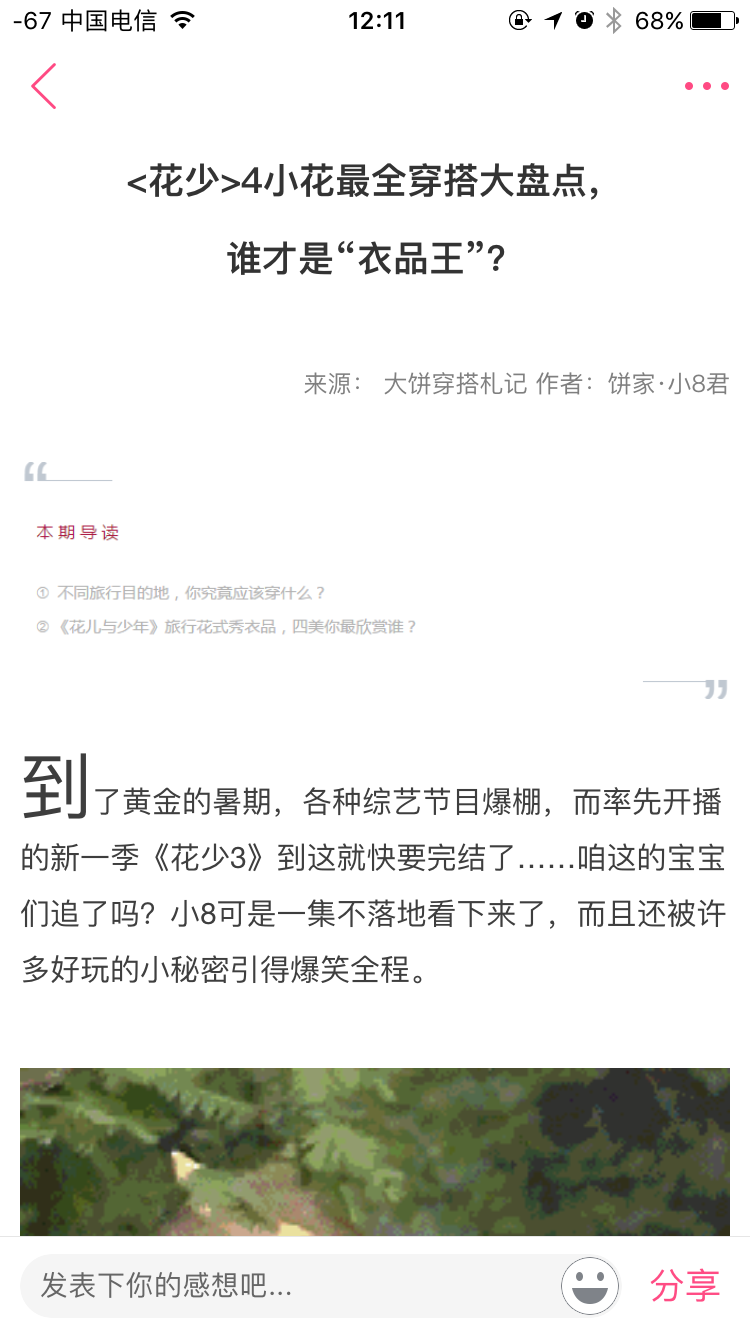 -67 中国电信 12:11 68%
<花少>4小花最全穿搭大盘点，
谁才是“衣品王”?
来源： 大饼穿搭札记 作者：饼家·小8君
“
本期导读
① 不同旅行目的地，你究竟应该穿什么？
② 《花儿与少年》旅行花式秀衣品，四美你最欣赏谁？
”
到了黄金的暑期，各种综艺节目爆棚，而率先开播
的新一季《花少3》到这就快要完结了……咱这的宝宝
们追了吗？小8可是一集不落地看下来了，而且还被许
多好玩的小秘密引得爆笑全程。
发表下你的感想吧... 分享